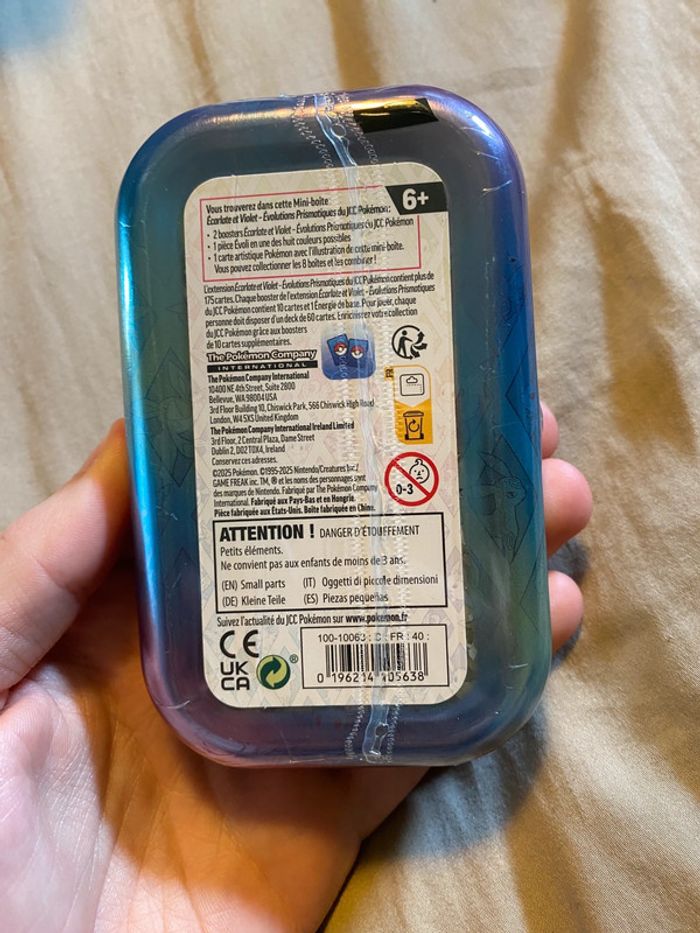 6+
Vous trouverez dans cette Mini-boîte
Écarlate et Violet - Évolutions Prismatiques du JCC Pokémon:
• 2 boosters Écarlate et Violet - Évolutions Prismatiques du JCC Pokémon
• 1 pièce Évoli en une des huit couleurs possibles
• 1 carte artistique Pokémon avec l'illustration de cette mini-boîte.
Vous pouvez collectionner les 8 boîtes et les combiner !
L'extension Écarlate et Violet - Évolutions Prismatiques du JCC Pokémon contient plus de
175 cartes. Chaque booster de l'extension Écarlate et Violet - Évolutions Prismatiques
du JCC Pokémon contient 10 cartes et 1 Énergie de base. Pour jouer, chaque
personne doit disposer d'un deck de 60 cartes. Enrichissez votre collection
du JCC Pokémon grâce aux boosters
de 10 cartes supplémentaires.
The Pokémon Company
INTERNATIONAL
The Pokémon Company International
10400 NE 4th Street, Suite 2800
Bellevue, WA 98004 USA
3rd Floor Building 10, Chiswick Park, 566 Chiswick High Road
London, W4 5XS United Kingdom
The Pokémon Company International Ireland Limited
3rd Floor, 2 Central Plaza, Dame Street
Dublin 2, D02 T0X4, Ireland
Conservez ces adresses.
©2025 Pokémon. ©1995-2025 Nintendo/Creatures Inc./
GAME FREAK inc. TM, ® et les noms des personnages sont
des marques de Nintendo. Fabriqué par The Pokémon Company
International. Fabriqué aux Pays-Bas et en Hongrie.
Pièce fabriquée aux États-Unis. Boîte fabriquée en Chine.
0-3
ATTENTION ! DANGER D'ÉTOUFFEMENT
Petits éléments.
Ne convient pas aux enfants de moins de 3 ans.
(EN) Small parts (IT) Oggetti di piccole dimensioni
(DE) Kleine Teile (ES) Piezas pequeñas
Suivez l'actualité du JCC Pokémon sur www.pokemon.fr
CE
UK
CA
®
100-10063 : C : FR : 40 :
0 196214 105638